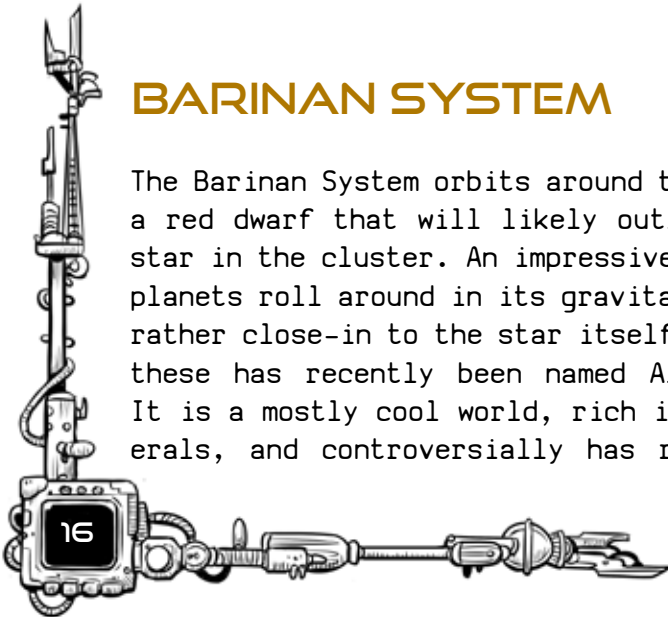 BARINAN SYSTEM
The Barinan System orbits around
a red dwarf that will likely
star in the cluster. An impressive
planets roll around in its
rather close-in to the star itself
these has recently been named
It is a mostly cool world, rich
erals, and controversially has
16